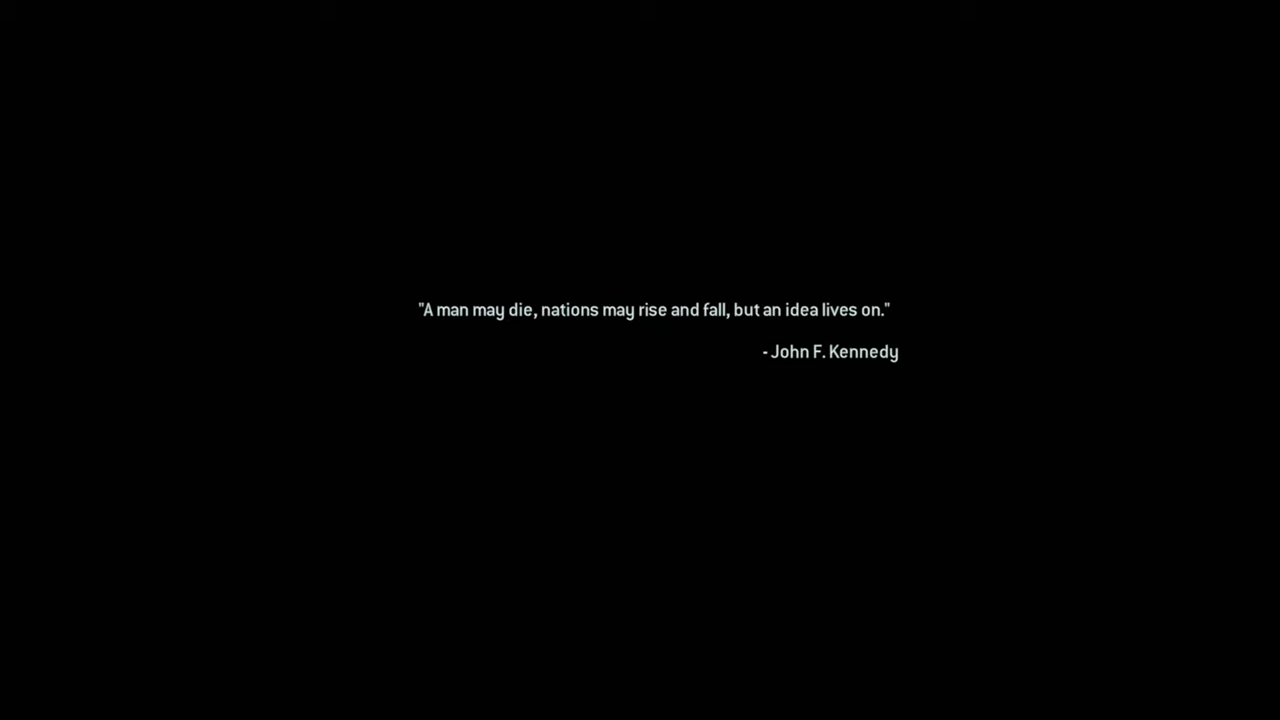 "A man may die, nations may rise and fall, but an idea lives on."
- John F. Kennedy